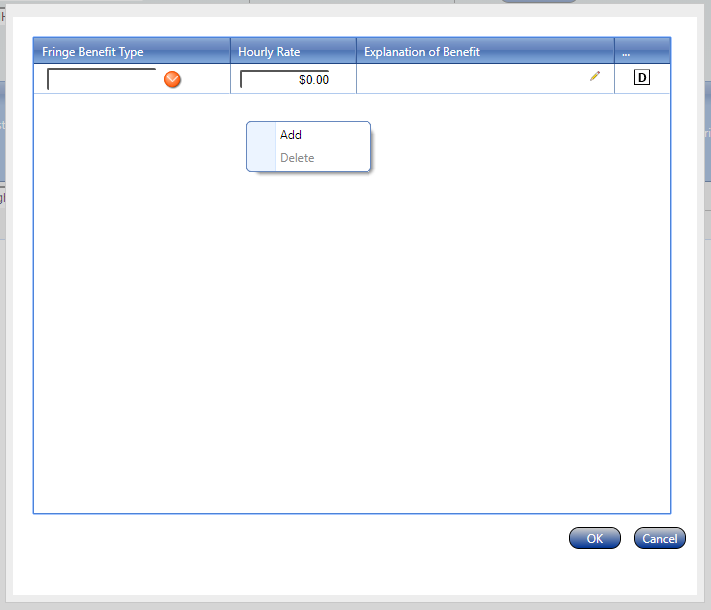 Fringe Benefit Type Hourly Rate Explanation of Benefit ...
$0.00 D
Add
Delete
OK Cancel